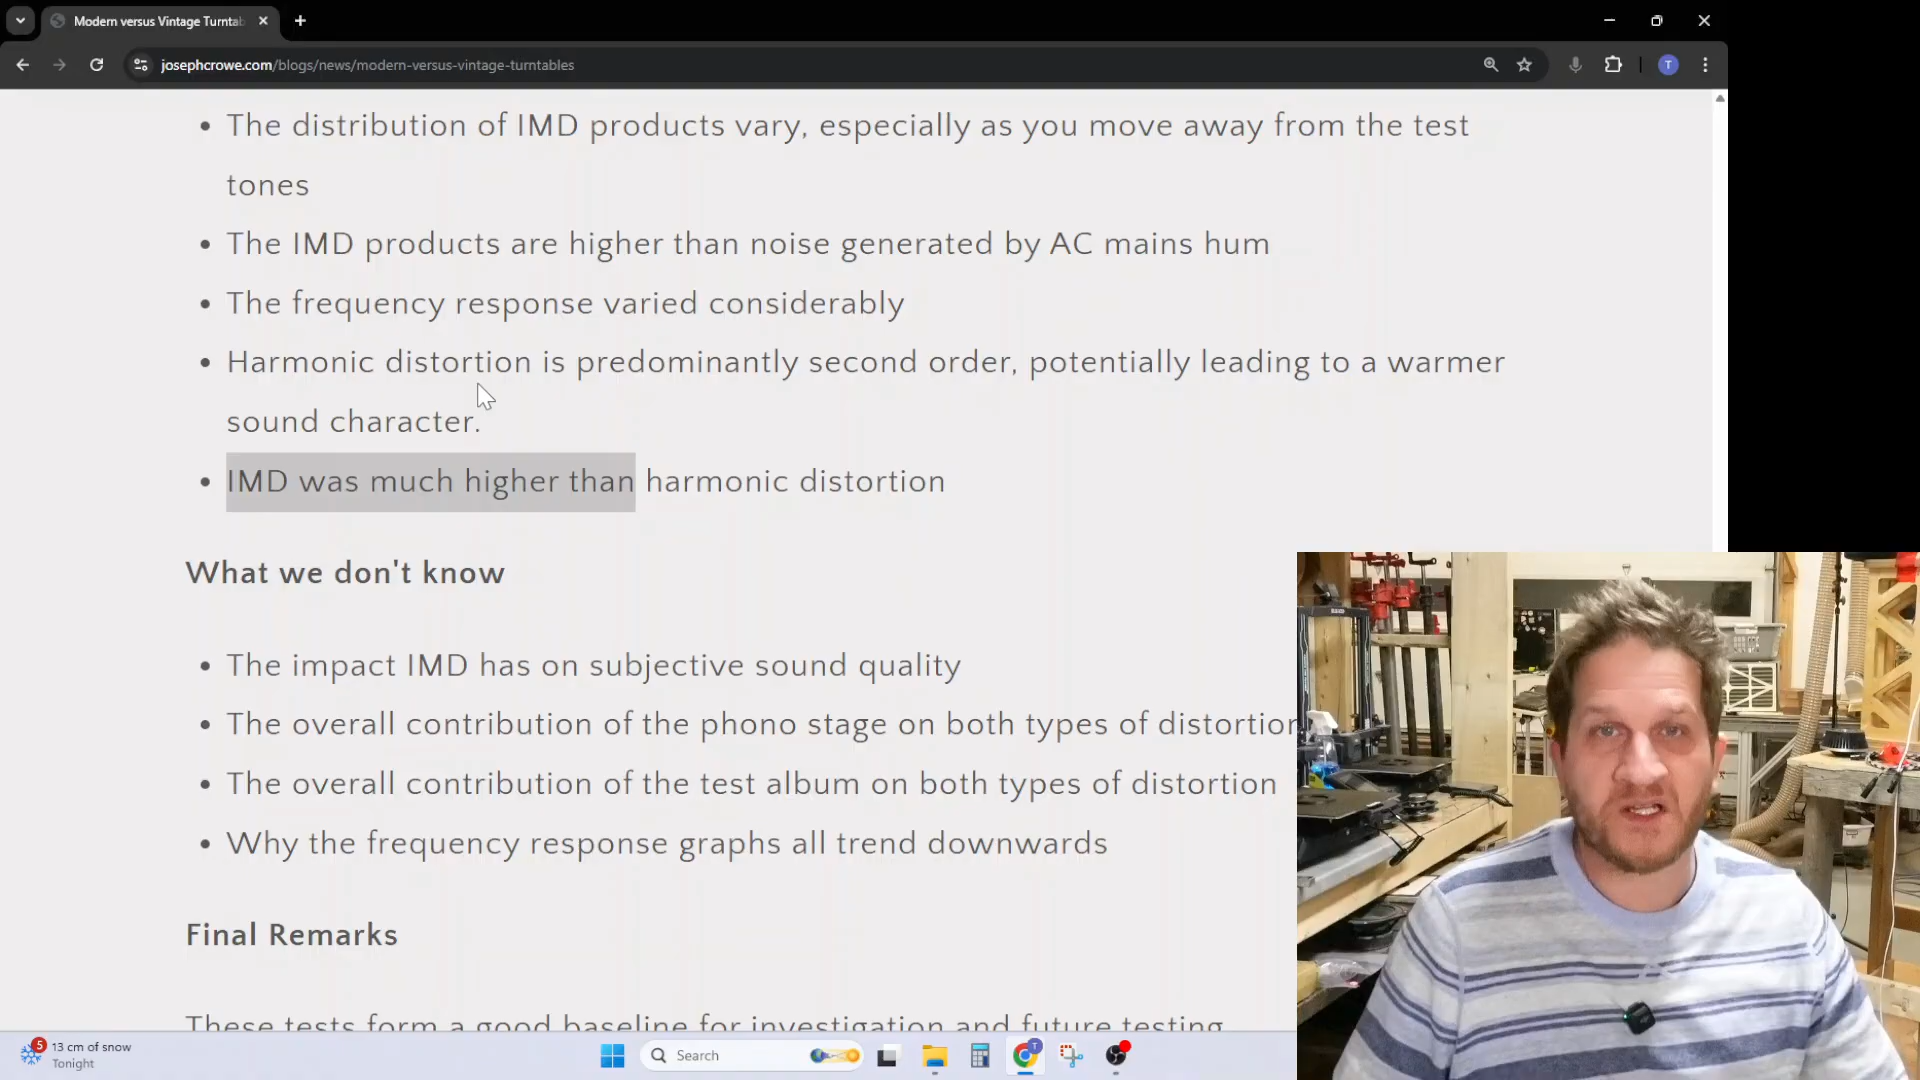 Modern versus Vintage Turnta
josephcrowe.com/blogs/news/modern-versus-vintage-turntables
T
• The distribution of IMD products vary, especially as you move away from the test
tones
• The IMD products are higher than noise generated by AC mains hum
• The frequency response varied considerably
• Harmonic distortion is predominantly second order, potentially leading to a warmer
sound character.
• IMD was much higher than harmonic distortion
What we don't know
• The impact IMD has on subjective sound quality
• The overall contribution of the phono stage on both types of distortion
• The overall contribution of the test album on both types of distortion
• Why the frequency response graphs all trend downwards
Final Remarks
These tests form a good baseline for investigation and future testing
5
13 cm of snow
Tonight
Search
T